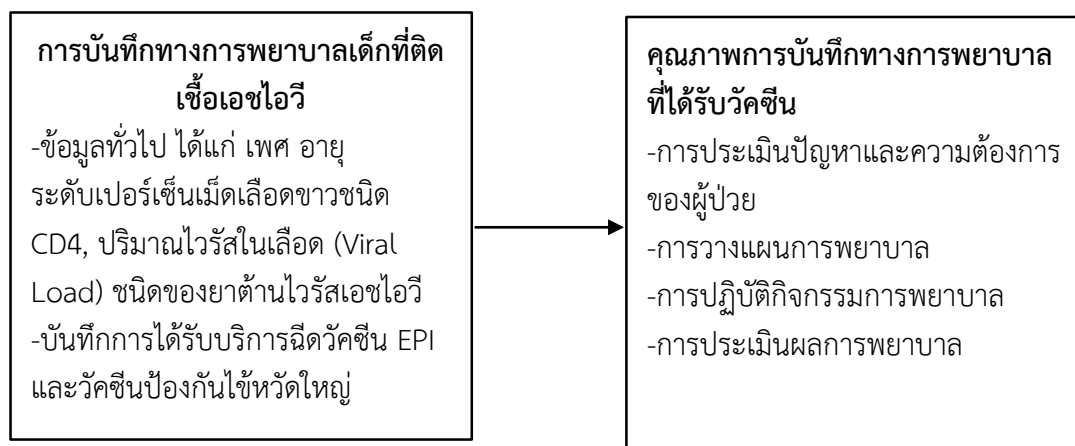 การบันทึกทางการพยาบาลเด็กที่ติด
เชื้อเอชไอวี
-ข้อมูลทั่วไป ได้แก่ เพศ อายุ
ระดับเปอร์เซ็นเม็ดเลือดขาวชนิด
CD4, ปริมาณไวรัสในเลือด (Viral
Load) ชนิดของยาต้านไวรัสเอชไอวี
-บันทึกการได้รับบริการฉีดวัคซีน EPI
และวัคซีนป้องกันไข้หวัดใหญ่
คุณภาพการบันทึกทางการพยาบาล
ที่ได้รับวัคซีน
-การประเมินปัญหาและความต้องการ
ของผู้ป่วย
-การวางแผนการพยาบาล
-การปฏิบัติกิจกรรมการพยาบาล
-การประเมินผลการพยาบาล